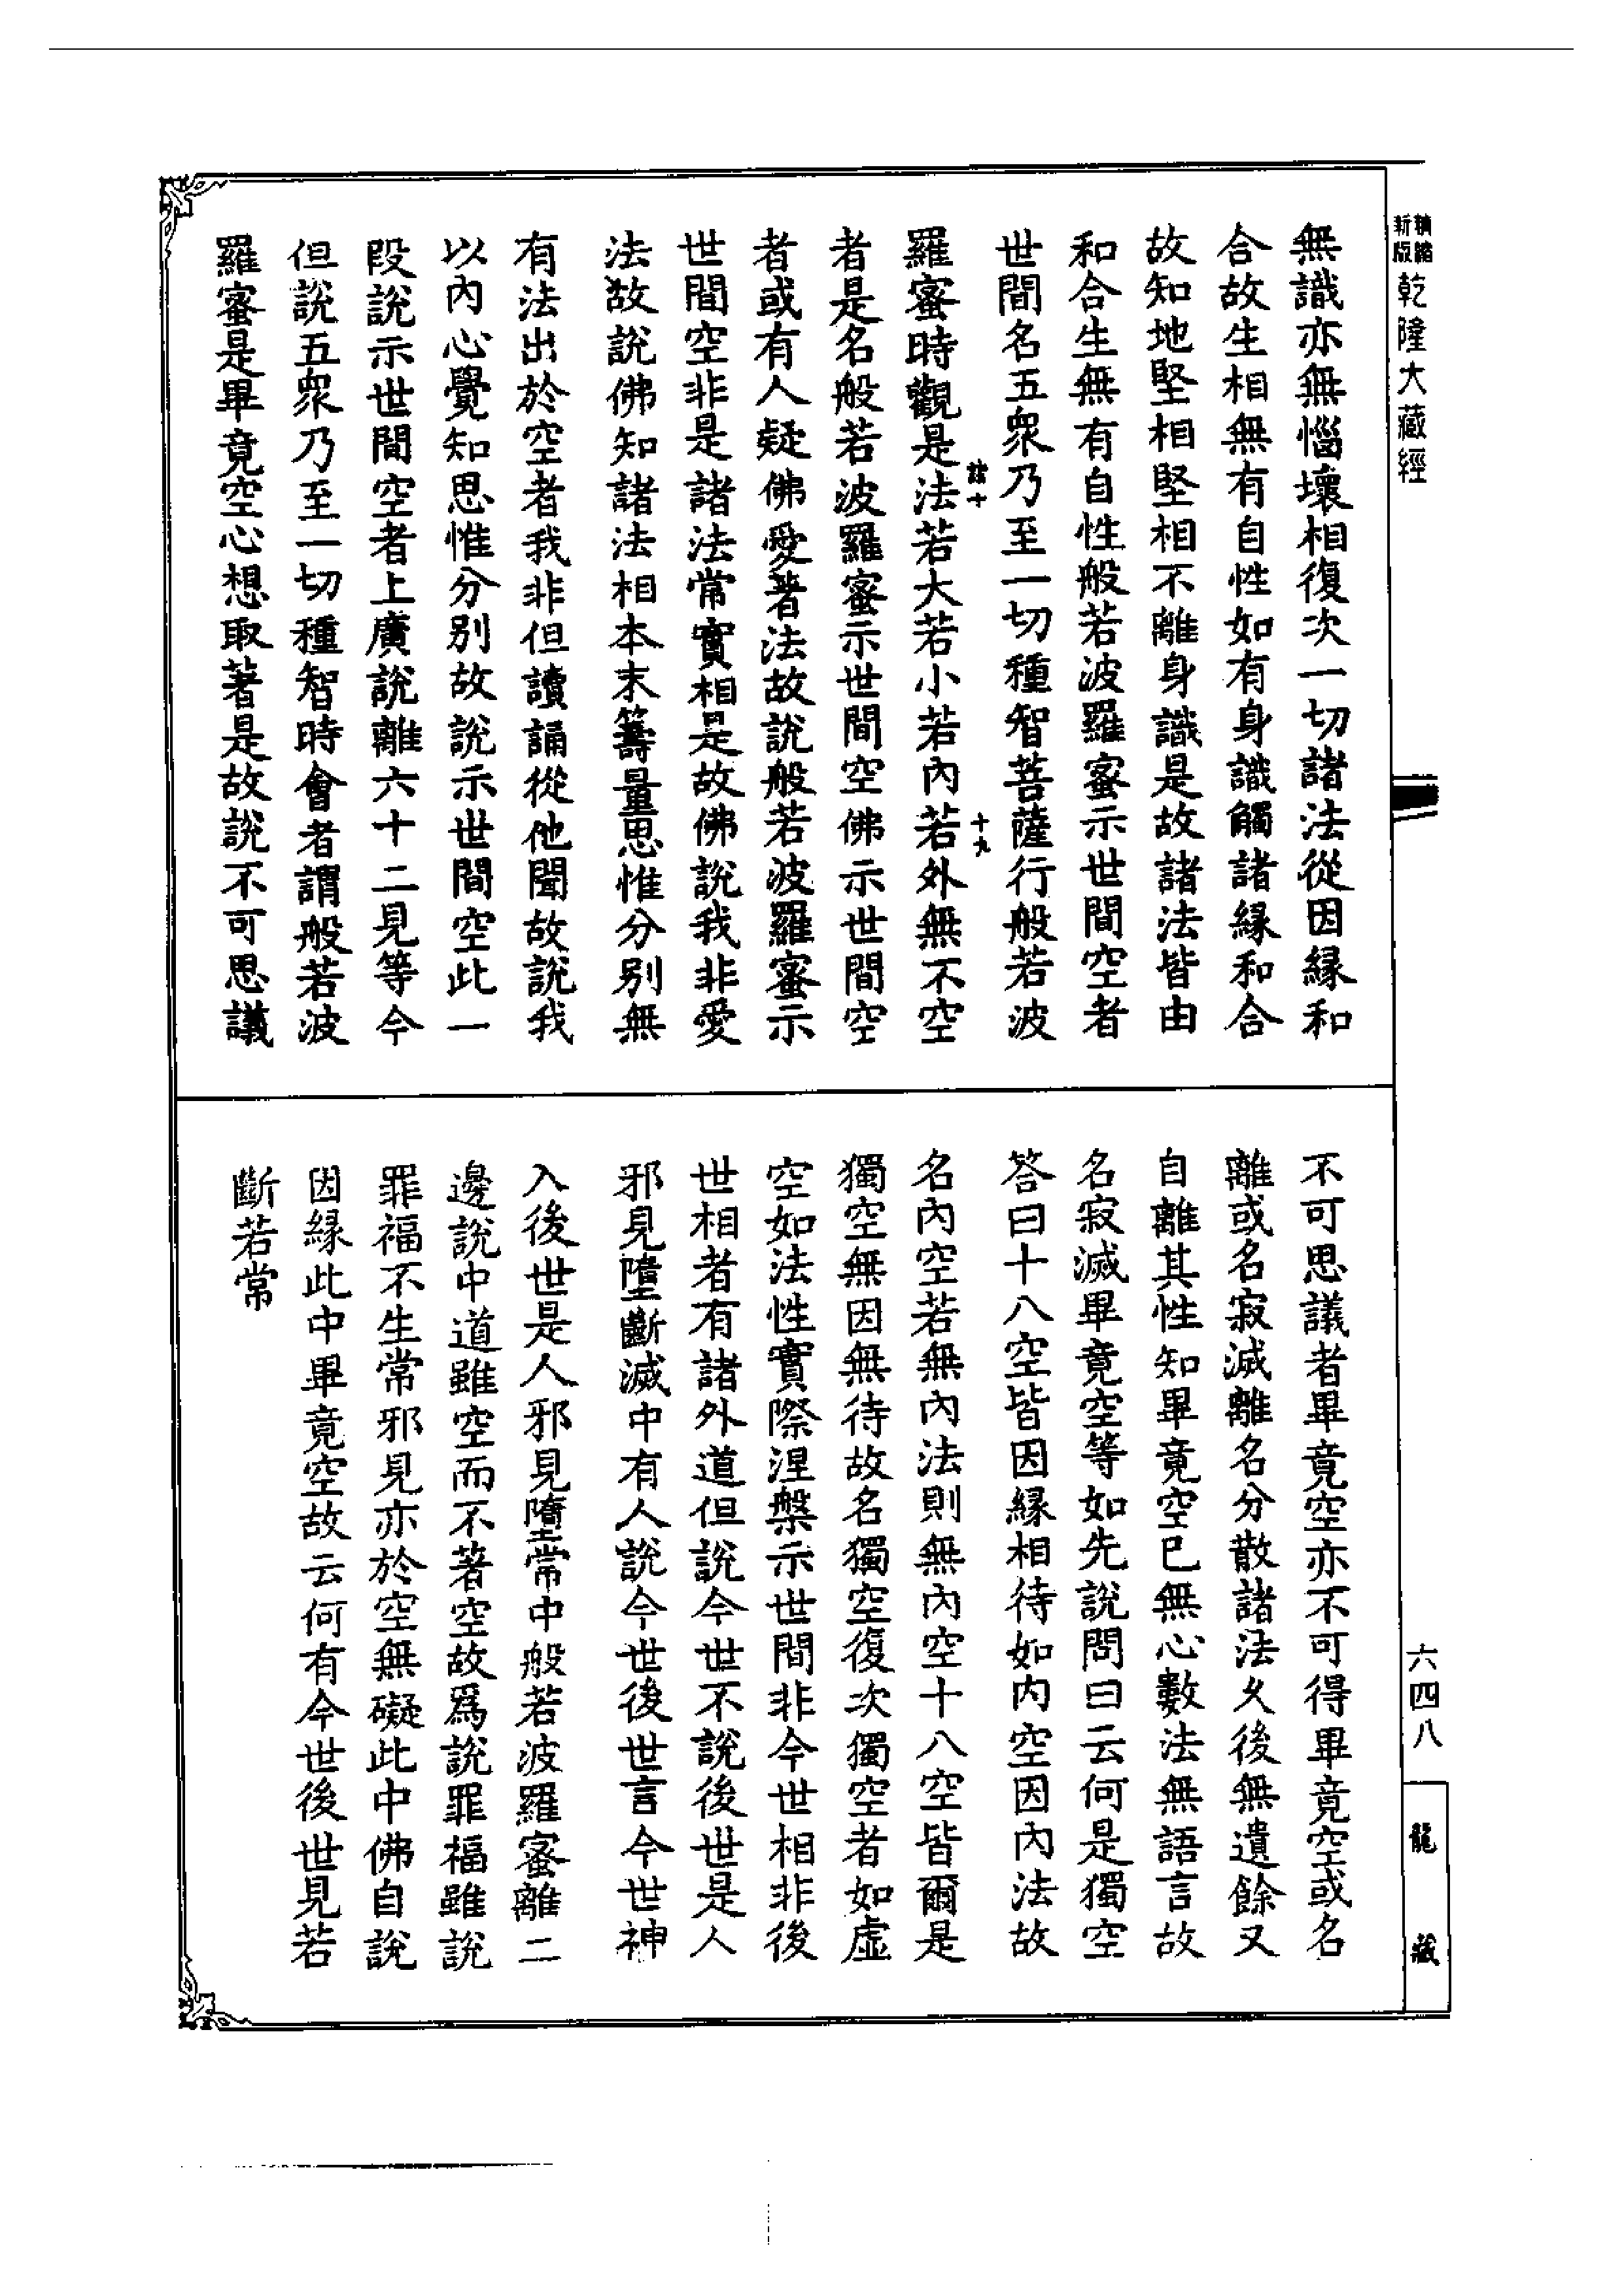 新版
精縮
乾隆大藏經
無識亦無惱壞相復次一切諸法從因緣和
合故生相無有自性如有身識觸諸緣和合
故知地堅相堅相不離身識是故諸法皆由
和合生無有自性般若波羅蜜示世間空者
世間名五眾乃至一切種智菩薩行般若波
十九
羅蜜時觀是法若大若小若內若外無不空
者是名般若波羅蜜示世間空佛示世間空
者或有人疑佛愛著法故說般若波羅蜜示
世間空非是諸法常實相是故佛說我非愛
法故說佛知諸法相本末籌量思惟分別無
有法出於空者我非但讀誦從他聞故說我
以內心覺知思惟分別故說示世間空此一
段說示世間空者上廣說離六十二見等今
但說五眾乃至一切種智時會者謂般若波
羅蜜是畢竟空心想取著是故說不可思議
不可思議者畢竟空亦不可得畢竟空或名
離或名寂滅離名分散諸法久後無遺餘又
自離其性知畢竟空已無心數法無語言故
名寂滅畢竟空等如先說問曰云何是獨空
答曰十八空皆因緣相待如內空因內法故
名內空若無內法則無內空十八空皆爾是
獨空無因無待故名獨空復次獨空者如虛
空如法性實際涅槃示世間非今世相非後
世相者有諸外道但說今世不說後世是人
邪見墮斷滅中有人說今世後世言今世神
入後世是人邪見墮常中般若波羅蜜離二
邊說中道雖空而不著空故為說罪福雖說
罪福不生常邪見亦於空無礙此中佛自說
因緣此中畢竟空故云何有今世後世見若
斷若常
六四八
龍藏